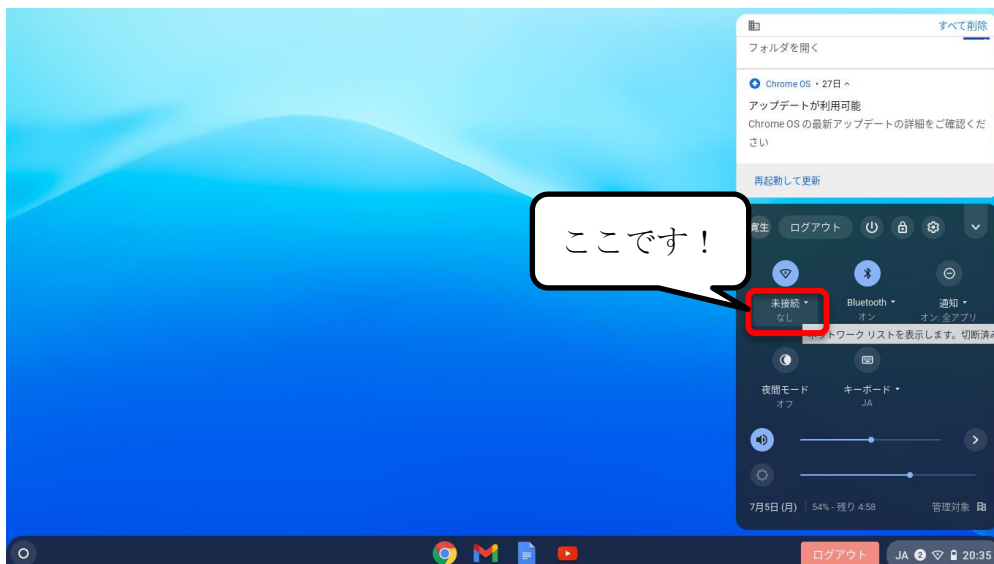 すべて削除
フォルダを開く
Chrome OS ・ 27日
アップデートが利用可能
Chrome OS の最新アップデートの詳細をご確認くだ
さい
再起動して更新
ここです！
寛生 ログアウト
未接続 Bluetooth 通知
なし オン オン: 全アプリ
ネットワーク リストを表示します。切断済み
夜間モード キーボード
オフ JA
7月5日 (月) 54% - 残り 4:58 管理対象
ログアウト JA 2 20:35